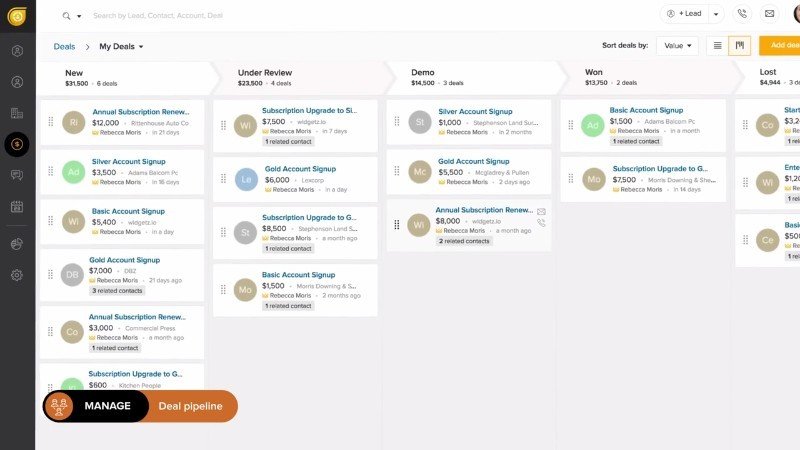 Search by Lead, Contact, Account, Deal
+ Lead
Deals > My Deals
Sort deals by: Value
Add dea
New
$31,500 • 6 deals
Annual Subscription Renew...
Ri
$12,000 • Rittenhouse Auto Co
Rebecca Moris • in 21 days
Silver Account Signup
Ad
$3,500 • Adams Balcom Pc
Rebecca Moris • in 16 days
Basic Account Signup
Wi
$5,400 • widgetz.io
Rebecca Moris • in a day
Gold Account Signup
DB
$7,000 • DB2
Rebecca Moris • 21 days ago
3 related contacts
Annual Subscription Renew...
Co
$3,000 • Commercial Press
Rebecca Moris • a month ago
1 related contact
Subscription Upgrade to G...
$600 • Kitchen People
Under Review
$23,500 • 4 deals
Subscription Upgrade to Si...
Wi
$7,500 • widgetz.io
Rebecca Moris • in 7 days
1 related contact
Gold Account Signup
Le
$6,000 • Lexcorp
Rebecca Moris • in a day
Subscription Upgrade to G...
St
$8,500 • Stephenson Land S...
Rebecca Moris • a month ago
1 related contact
Basic Account Signup
Mo
$1,500 • Morris Downing & S...
Rebecca Moris • 2 months ago
1 related contact
Demo
$14,500 • 3 deals
Silver Account Signup
St
$1,000 • Stephenson Land Sur...
Rebecca Moris • in 2 months
Gold Account Signup
Mc
$5,500 • Mcgladrey & Pullen
Rebecca Moris • 2 days ago
Annual Subscription Renew...
Wi
$8,000 • widgetz.io
Rebecca Moris • a month ago
2 related contacts
Won
$13,750 • 2 deals
Basic Account Signup
Ad
$1,500 • Adams Balcom Pc
Rebecca Moris • in a month
1 related contact
Subscription Upgrade to G...
Mo
$7,500 • Morris Downing & S...
Rebecca Moris • in 14 days
Lost
$4,944 • 3 deals
Start
Co
$3,2
1 rela
Ente
Wi
$1,20
1 rela
Basic
Ce
$500
1 rela
MANAGE Deal pipeline